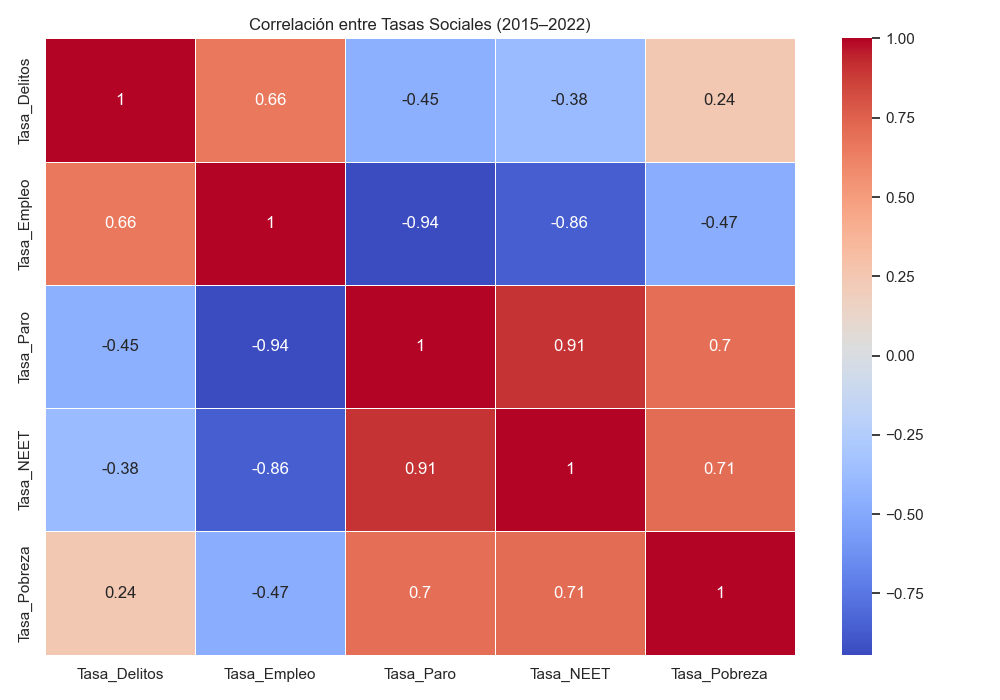 Correlación entre Tasas Sociales (2015–2022)
Tasa_Delitos 1 0.66 -0.45 -0.38 0.24
Tasa_Empleo 0.66 1 -0.94 -0.86 -0.47
Tasa_Paro -0.45 -0.94 1 0.91 0.7
Tasa_NEET -0.38 -0.86 0.91 1 0.71
Tasa_Pobreza 0.24 -0.47 0.7 0.71 1
Tasa_Delitos Tasa_Empleo Tasa_Paro Tasa_NEET Tasa_Pobreza
1.00
0.75
0.50
0.25
0.00
−0.25
−0.50
−0.75